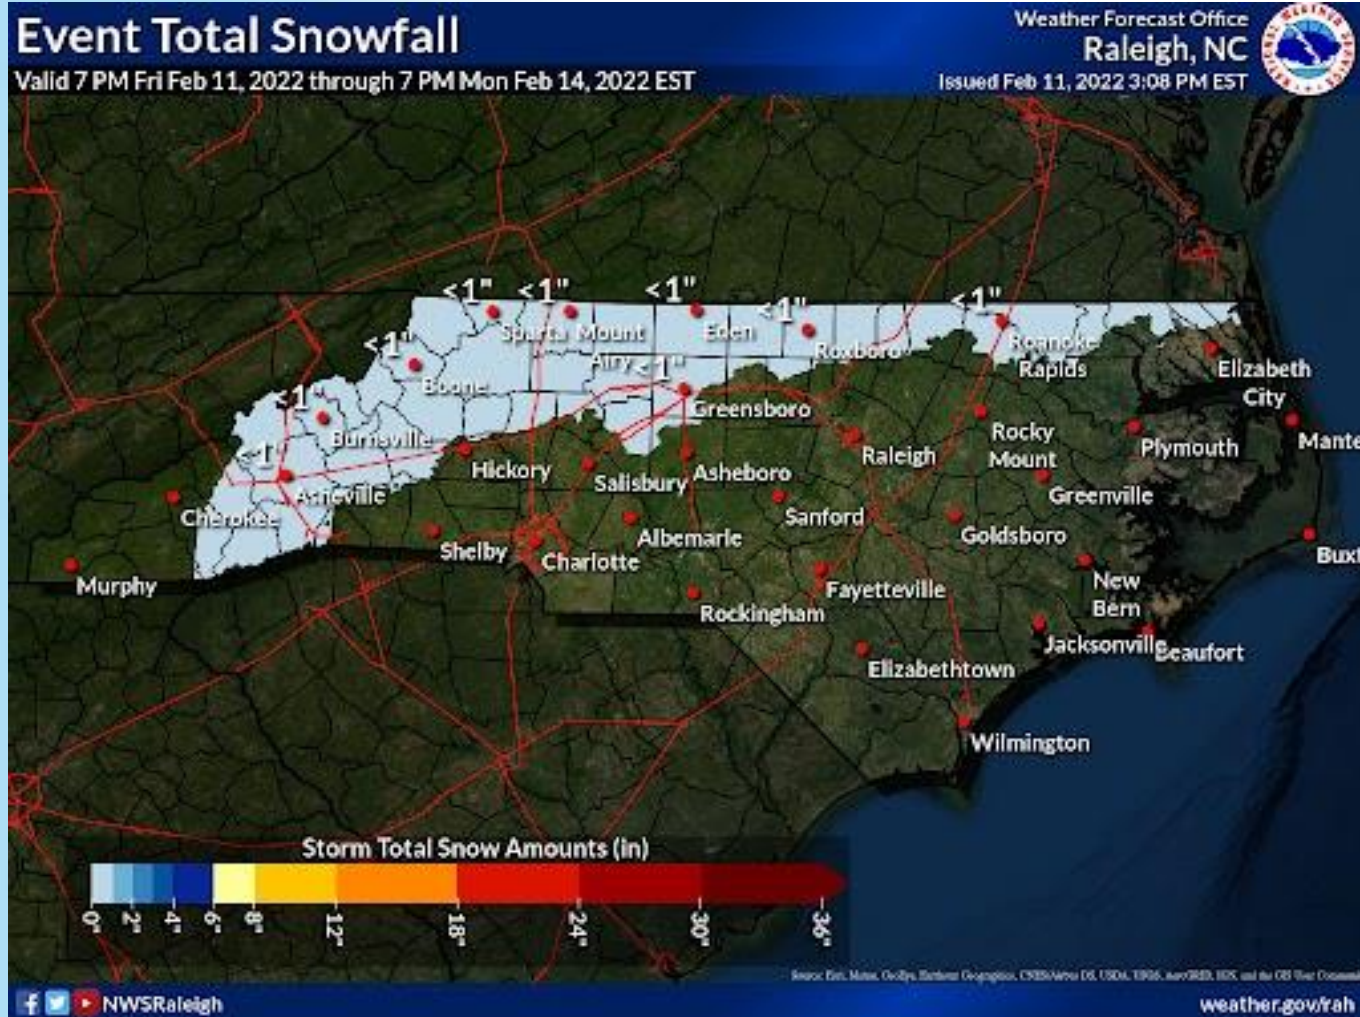 Event Total Snowfall
Valid 7 PM Fri Feb 11, 2022 through 7 PM Mon Feb 14, 2022 EST
Weather Forecast Office
Raleigh, NC
Issued Feb 11, 2022 3:08 PM EST
NATIONAL WEATHER SERVICE
<1" <1" <1" <1" <1"
Sparta
Mount
Airy
Eden
Roxboro
Roanoke
Rapids
<1"
Boone
<1"
Greensboro
Elizabeth
City
<1"
Burnsville
Hickory
Salisbury
Asheboro
Raleigh
Rocky
Mount
Plymouth
Mante
<1"
Asheville
Cherokee
Greenville
Sanford
Goldsboro
Shelby
Charlotte
Albemarle
Murphy
Rockingham
Fayetteville
New
Bern
Bux
Elizabethtown
Jacksonville
Beaufort
Wilmington
Storm Total Snow Amounts (in)
0" 2" 4" 6" 8" 12" 18" 24" 30" 36"
NWSRaleigh
weather.gov/rah